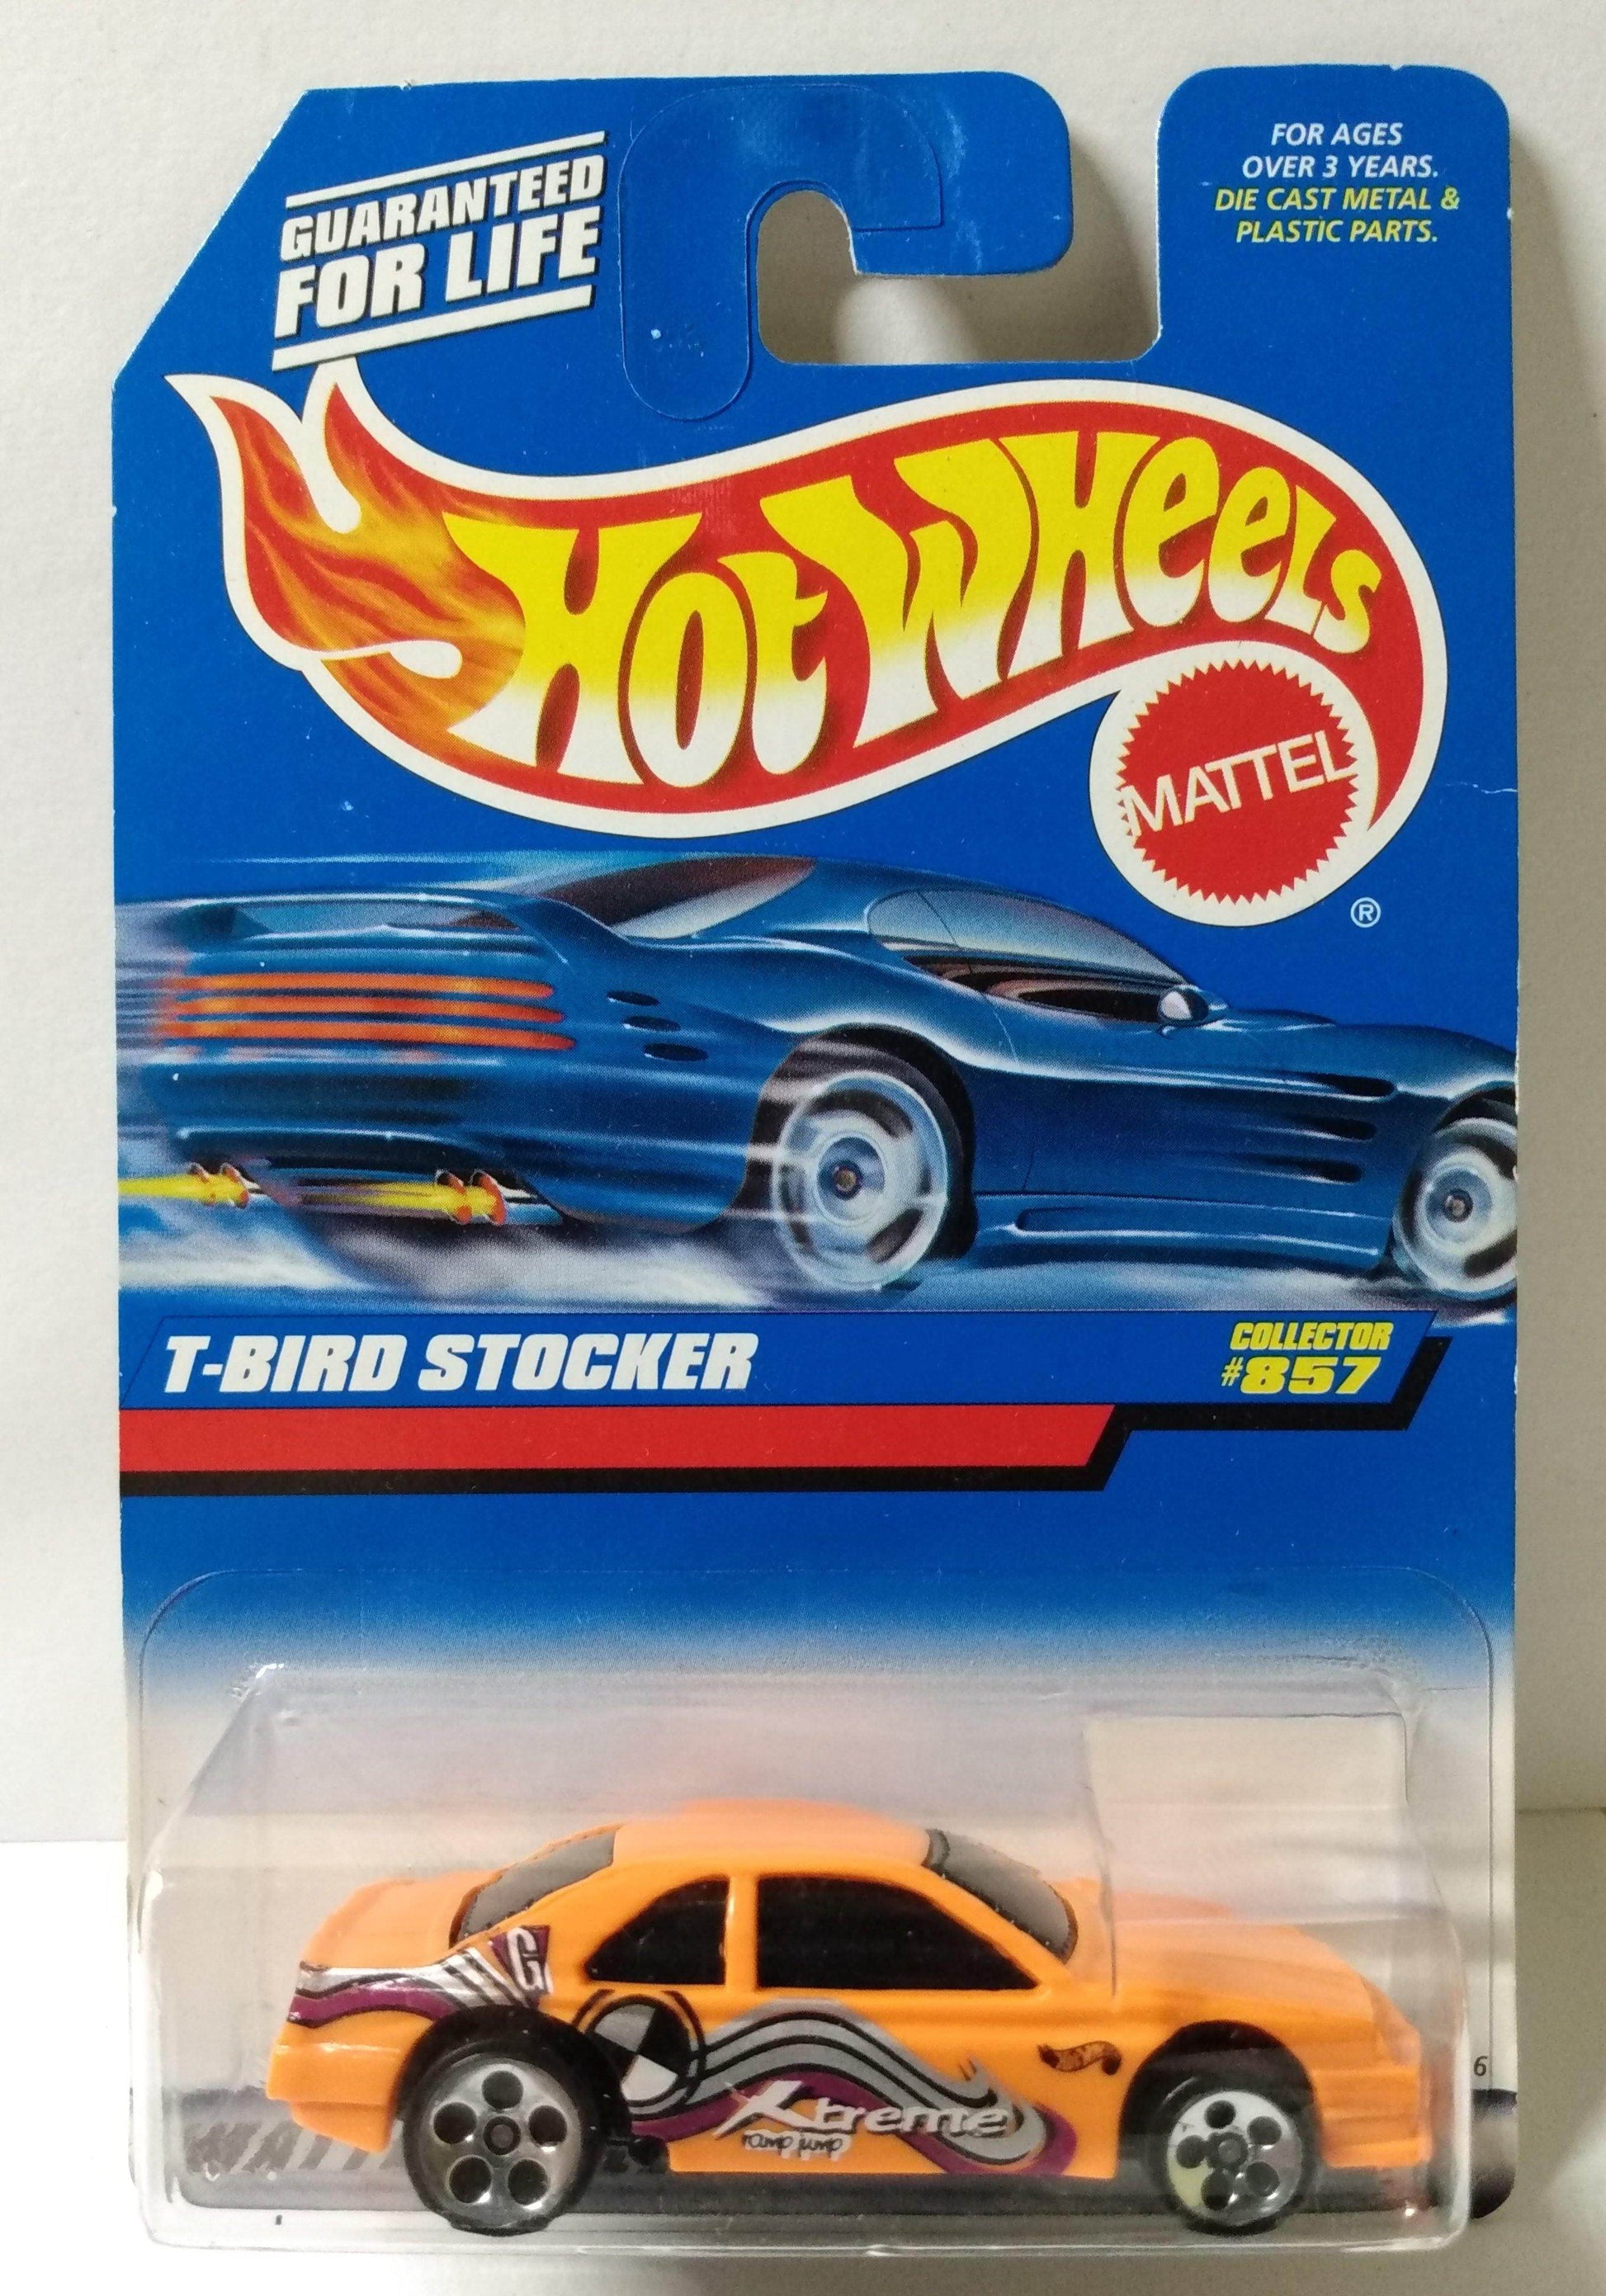 GUARANTEED
FOR LIFE
FOR AGES
OVER 3 YEARS.
DIE CAST METAL &
PLASTIC PARTS.
HOT WHEELS
MATTEL
®
T-BIRD STOCKER
COLLECTOR
#857
G
Xtreme
ramp jump
6